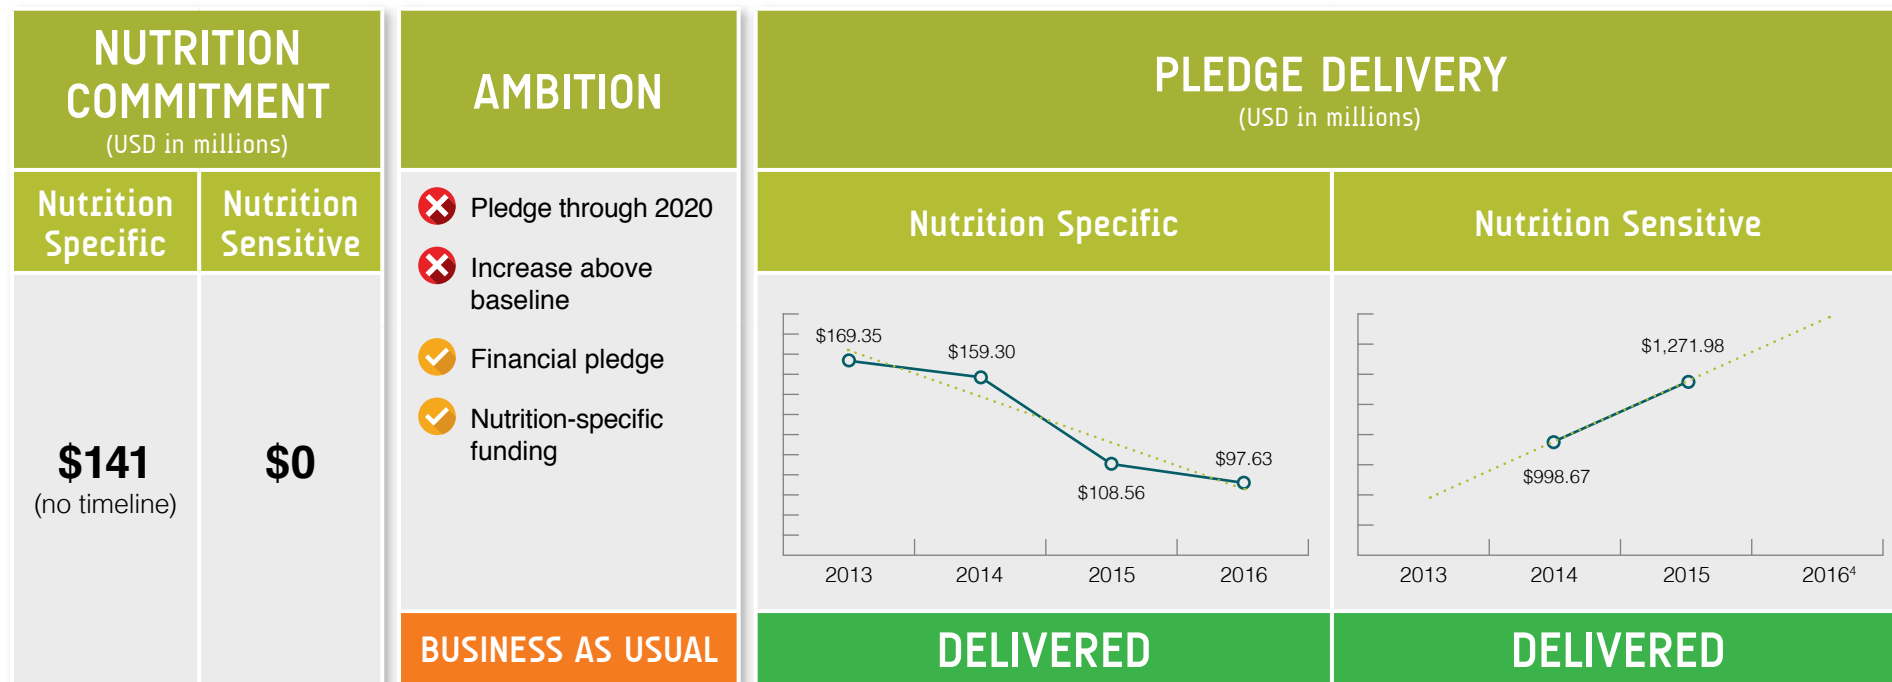 NUTRITION
COMMITMENT
(USD in millions)
Nutrition
Specific
Nutrition
Sensitive
$141
(no timeline)
$0
AMBITION
Pledge through 2020
Increase above
baseline
Financial pledge
Nutrition-specific
funding
BUSINESS AS USUAL
PLEDGE DELIVERY
(USD in millions)
Nutrition Specific
$169.35
$159.30
$108.56
$97.63
2013 2014 2015 2016
DELIVERED
Nutrition Sensitive
$1,271.98
$998.67
2013 2014 2015 2016⁴
DELIVERED